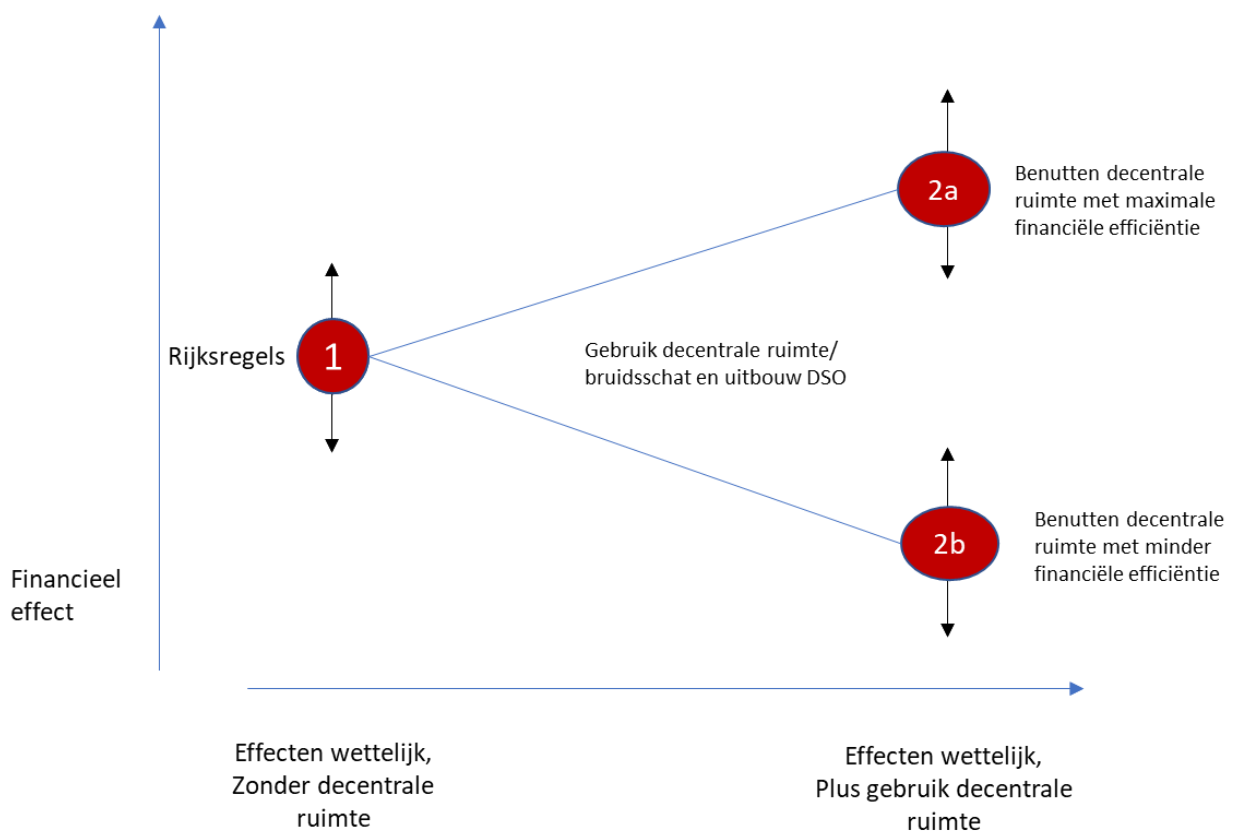 2a
Benutten decentrale
ruimte met maximale
financiële efficiëntie
Rijksregels
1
Gebruik decentrale ruimte/
bruidsschat en uitbouw DSO
2b
Benutten decentrale
ruimte met minder
financiële efficiëntie
Financieel
effect
Effecten wettelijk,
Zonder decentrale
ruimte
Effecten wettelijk,
Plus gebruik decentrale
ruimte